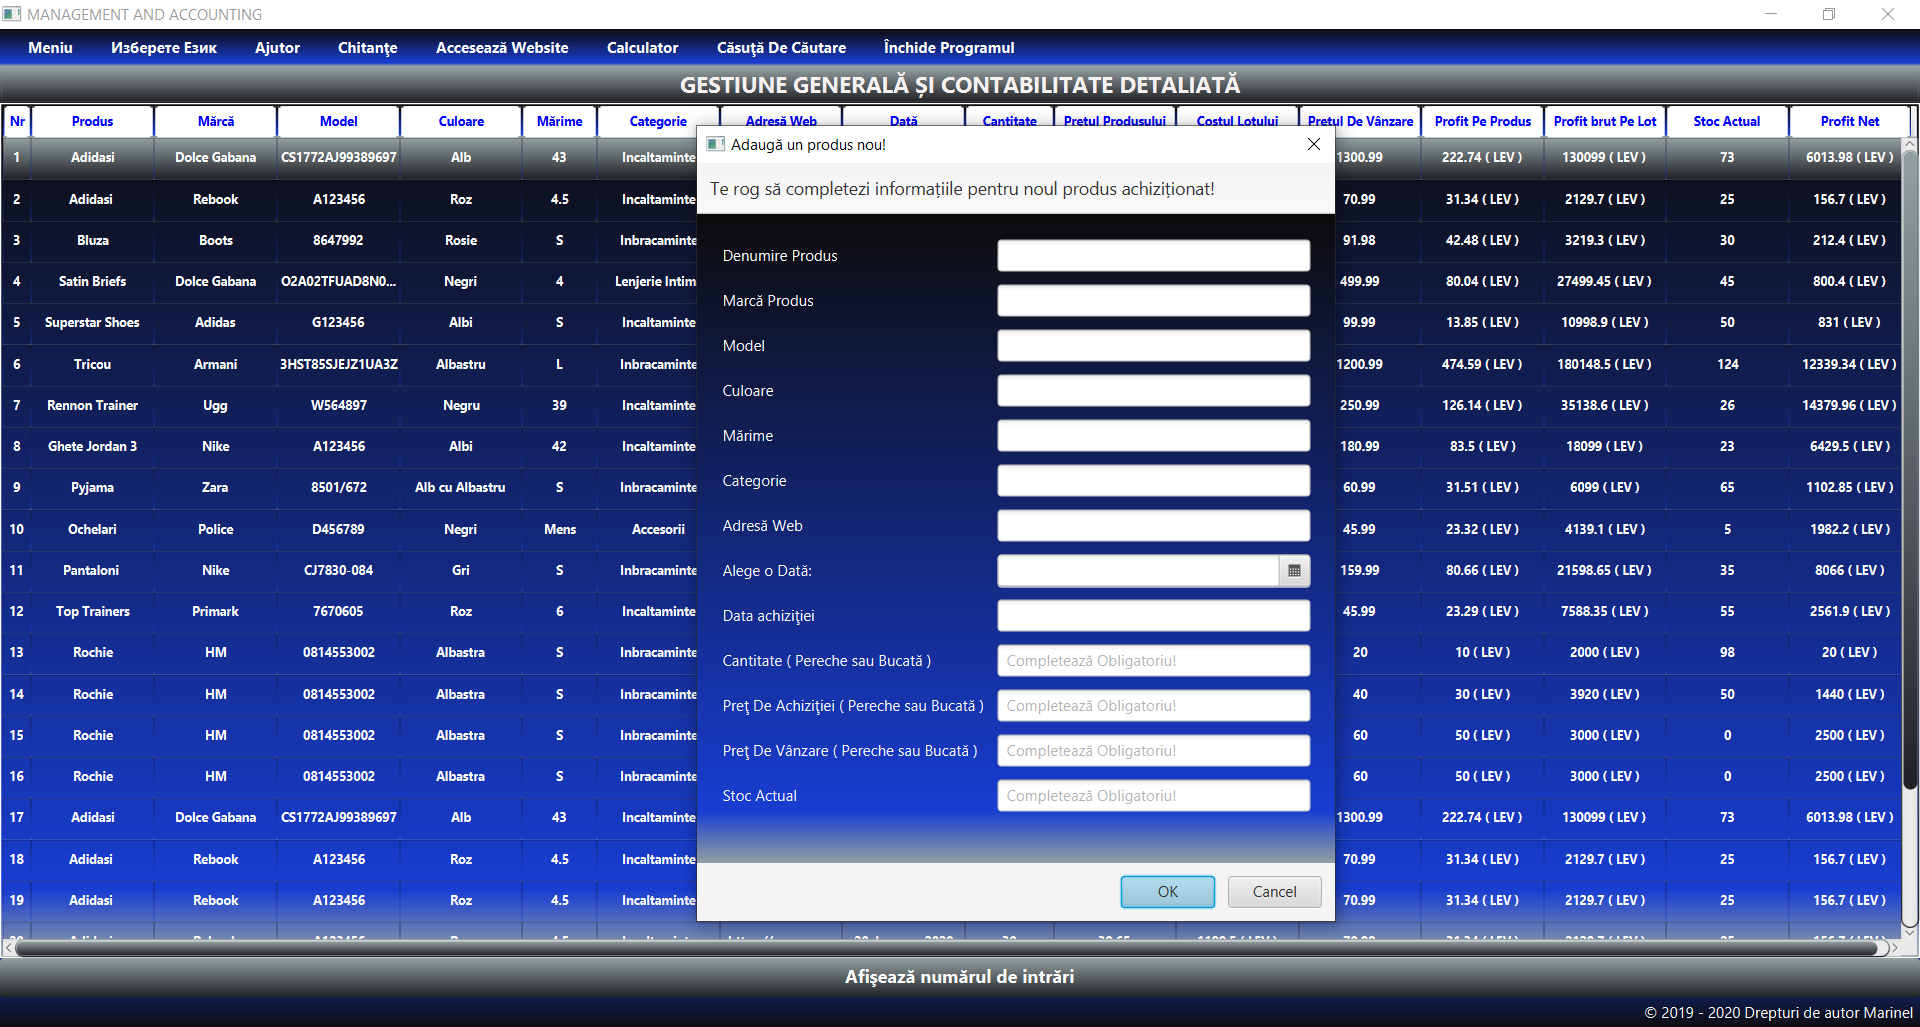 MANAGEMENT AND ACCOUNTING
Meniu Изберете Език Ajutor Chitanţe Accesează Website Calculator Căsuţă De Căutare Închide Programul
GESTIUNE GENERALĂ ȘI CONTABILITATE DETALIATĂ
Nr Produs Mărcă Model Culoare Mărime Categorie Adresă Web Dată Cantitate Pretul Produsului Costul Lotului Pretul De Vânzare Profit Pe Produs Profit brut Pe Lot Stoc Actual Profit Net
1 Adidasi Dolce Gabana CS1772AJ99389697 Alb 43 Incaltaminte 1300.99 222.74 ( LEV ) 130099 ( LEV ) 73 6013.98 ( LEV )
2 Adidasi Rebook A123456 Roz 4.5 Incaltaminte 70.99 31.34 ( LEV ) 2129.7 ( LEV ) 25 156.7 ( LEV )
3 Bluza Boots 8647992 Rosie S Inbracaminte 91.98 42.48 ( LEV ) 3219.3 ( LEV ) 30 212.4 ( LEV )
4 Satin Briefs Dolce Gabana O2A02TFUAD8N0... Negri 4 Lenjerie Intim 499.99 80.04 ( LEV ) 27499.45 ( LEV ) 45 800.4 ( LEV )
5 Superstar Shoes Adidas G123456 Albi S Incaltaminte 99.99 13.85 ( LEV ) 10998.9 ( LEV ) 50 831 ( LEV )
6 Tricou Armani 3HST85SJEJZ1UA3Z Albastru L Inbracaminte 1200.99 474.59 ( LEV ) 180148.5 ( LEV ) 124 12339.34 ( LEV )
7 Rennon Trainer Ugg W564897 Negru 39 Incaltaminte 250.99 126.14 ( LEV ) 35138.6 ( LEV ) 26 14379.96 ( LEV )
8 Ghete Jordan 3 Nike A123456 Albi 42 Incaltaminte 180.99 83.5 ( LEV ) 18099 ( LEV ) 23 6429.5 ( LEV )
9 Pyjama Zara 8501/672 Alb cu Albastru S Inbracaminte 60.99 31.51 ( LEV ) 6099 ( LEV ) 65 1102.85 ( LEV )
10 Ochelari Police D456789 Negri Mens Accesorii 45.99 23.32 ( LEV ) 4139.1 ( LEV ) 5 1982.2 ( LEV )
11 Pantaloni Nike CJ7830-084 Gri S Inbracaminte 159.99 80.66 ( LEV ) 21598.65 ( LEV ) 35 8066 ( LEV )
12 Top Trainers Primark 7670605 Roz 6 Incaltaminte 45.99 23.29 ( LEV ) 7588.35 ( LEV ) 55 2561.9 ( LEV )
13 Rochie HM 0814553002 Albastra S Inbracaminte 20 10 ( LEV ) 2000 ( LEV ) 98 20 ( LEV )
14 Rochie HM 0814553002 Albastra S Inbracaminte 40 30 ( LEV ) 3920 ( LEV ) 50 1440 ( LEV )
15 Rochie HM 0814553002 Albastra S Inbracaminte 60 50 ( LEV ) 3000 ( LEV ) 0 2500 ( LEV )
16 Rochie HM 0814553002 Albastra S Inbracaminte 60 50 ( LEV ) 3000 ( LEV ) 0 2500 ( LEV )
17 Adidasi Dolce Gabana CS1772AJ99389697 Alb 43 Incaltaminte 1300.99 222.74 ( LEV ) 130099 ( LEV ) 73 6013.98 ( LEV )
18 Adidasi Rebook A123456 Roz 4.5 Incaltaminte 70.99 31.34 ( LEV ) 2129.7 ( LEV ) 25 156.7 ( LEV )
19 Adidasi Rebook A123456 Roz 4.5 Incaltaminte 70.99 31.34 ( LEV ) 2129.7 ( LEV ) 25 156.7 ( LEV )
Adaugă un produs nou!
Te rog să completezi informațiile pentru noul produs achiziționat!
Denumire Produs
Marcă Produs
Model
Culoare
Mărime
Categorie
Adresă Web
Alege o Dată:
Data achiziţiei
Cantitate ( Pereche sau Bucată ) Completează Obligatoriu!
Preţ De Achiziţiei ( Pereche sau Bucată ) Completează Obligatoriu!
Preţ De Vânzare ( Pereche sau Bucată ) Completează Obligatoriu!
Stoc Actual Completează Obligatoriu!
OK Cancel
Afişează numărul de intrări
© 2019 - 2020 Drepturi de autor Marinel